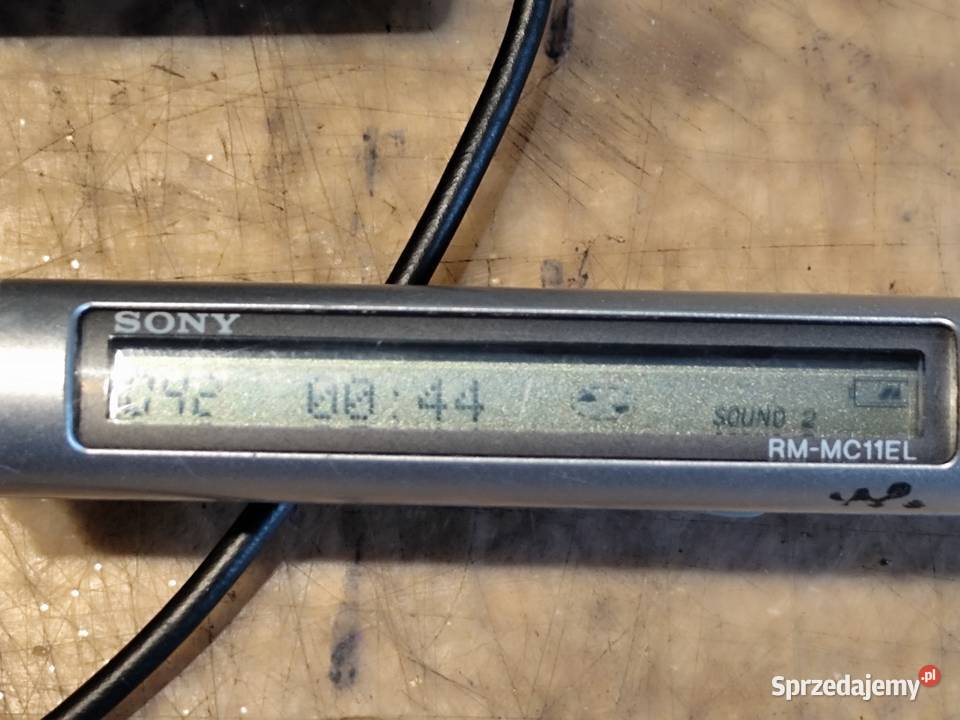 SONY
042 00:44
SOUND 2
RM-MC11EL
Sprzedajemy.pl